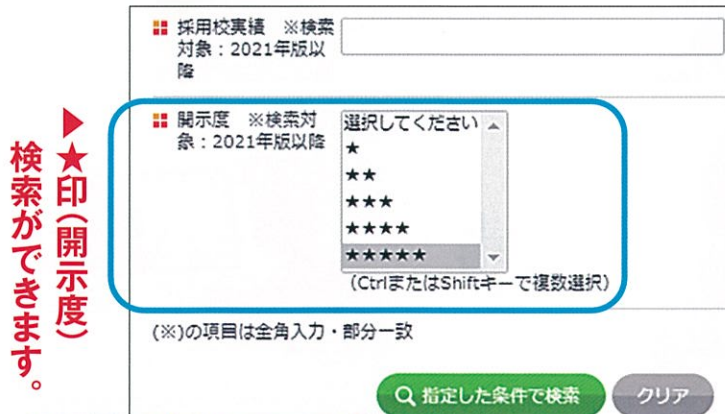 ▶★印(開示度)
検索ができます。
採用校実績 ※検索
対象:2021年版以
降
開示度 ※検索対
象:2021年版以降
選択してください
★
★★
★★★
★★★★
★★★★★
(CtrlまたはShiftキーで複数選択)
(※)の項目は全角入力・部分一致
指定した条件で検索
クリア